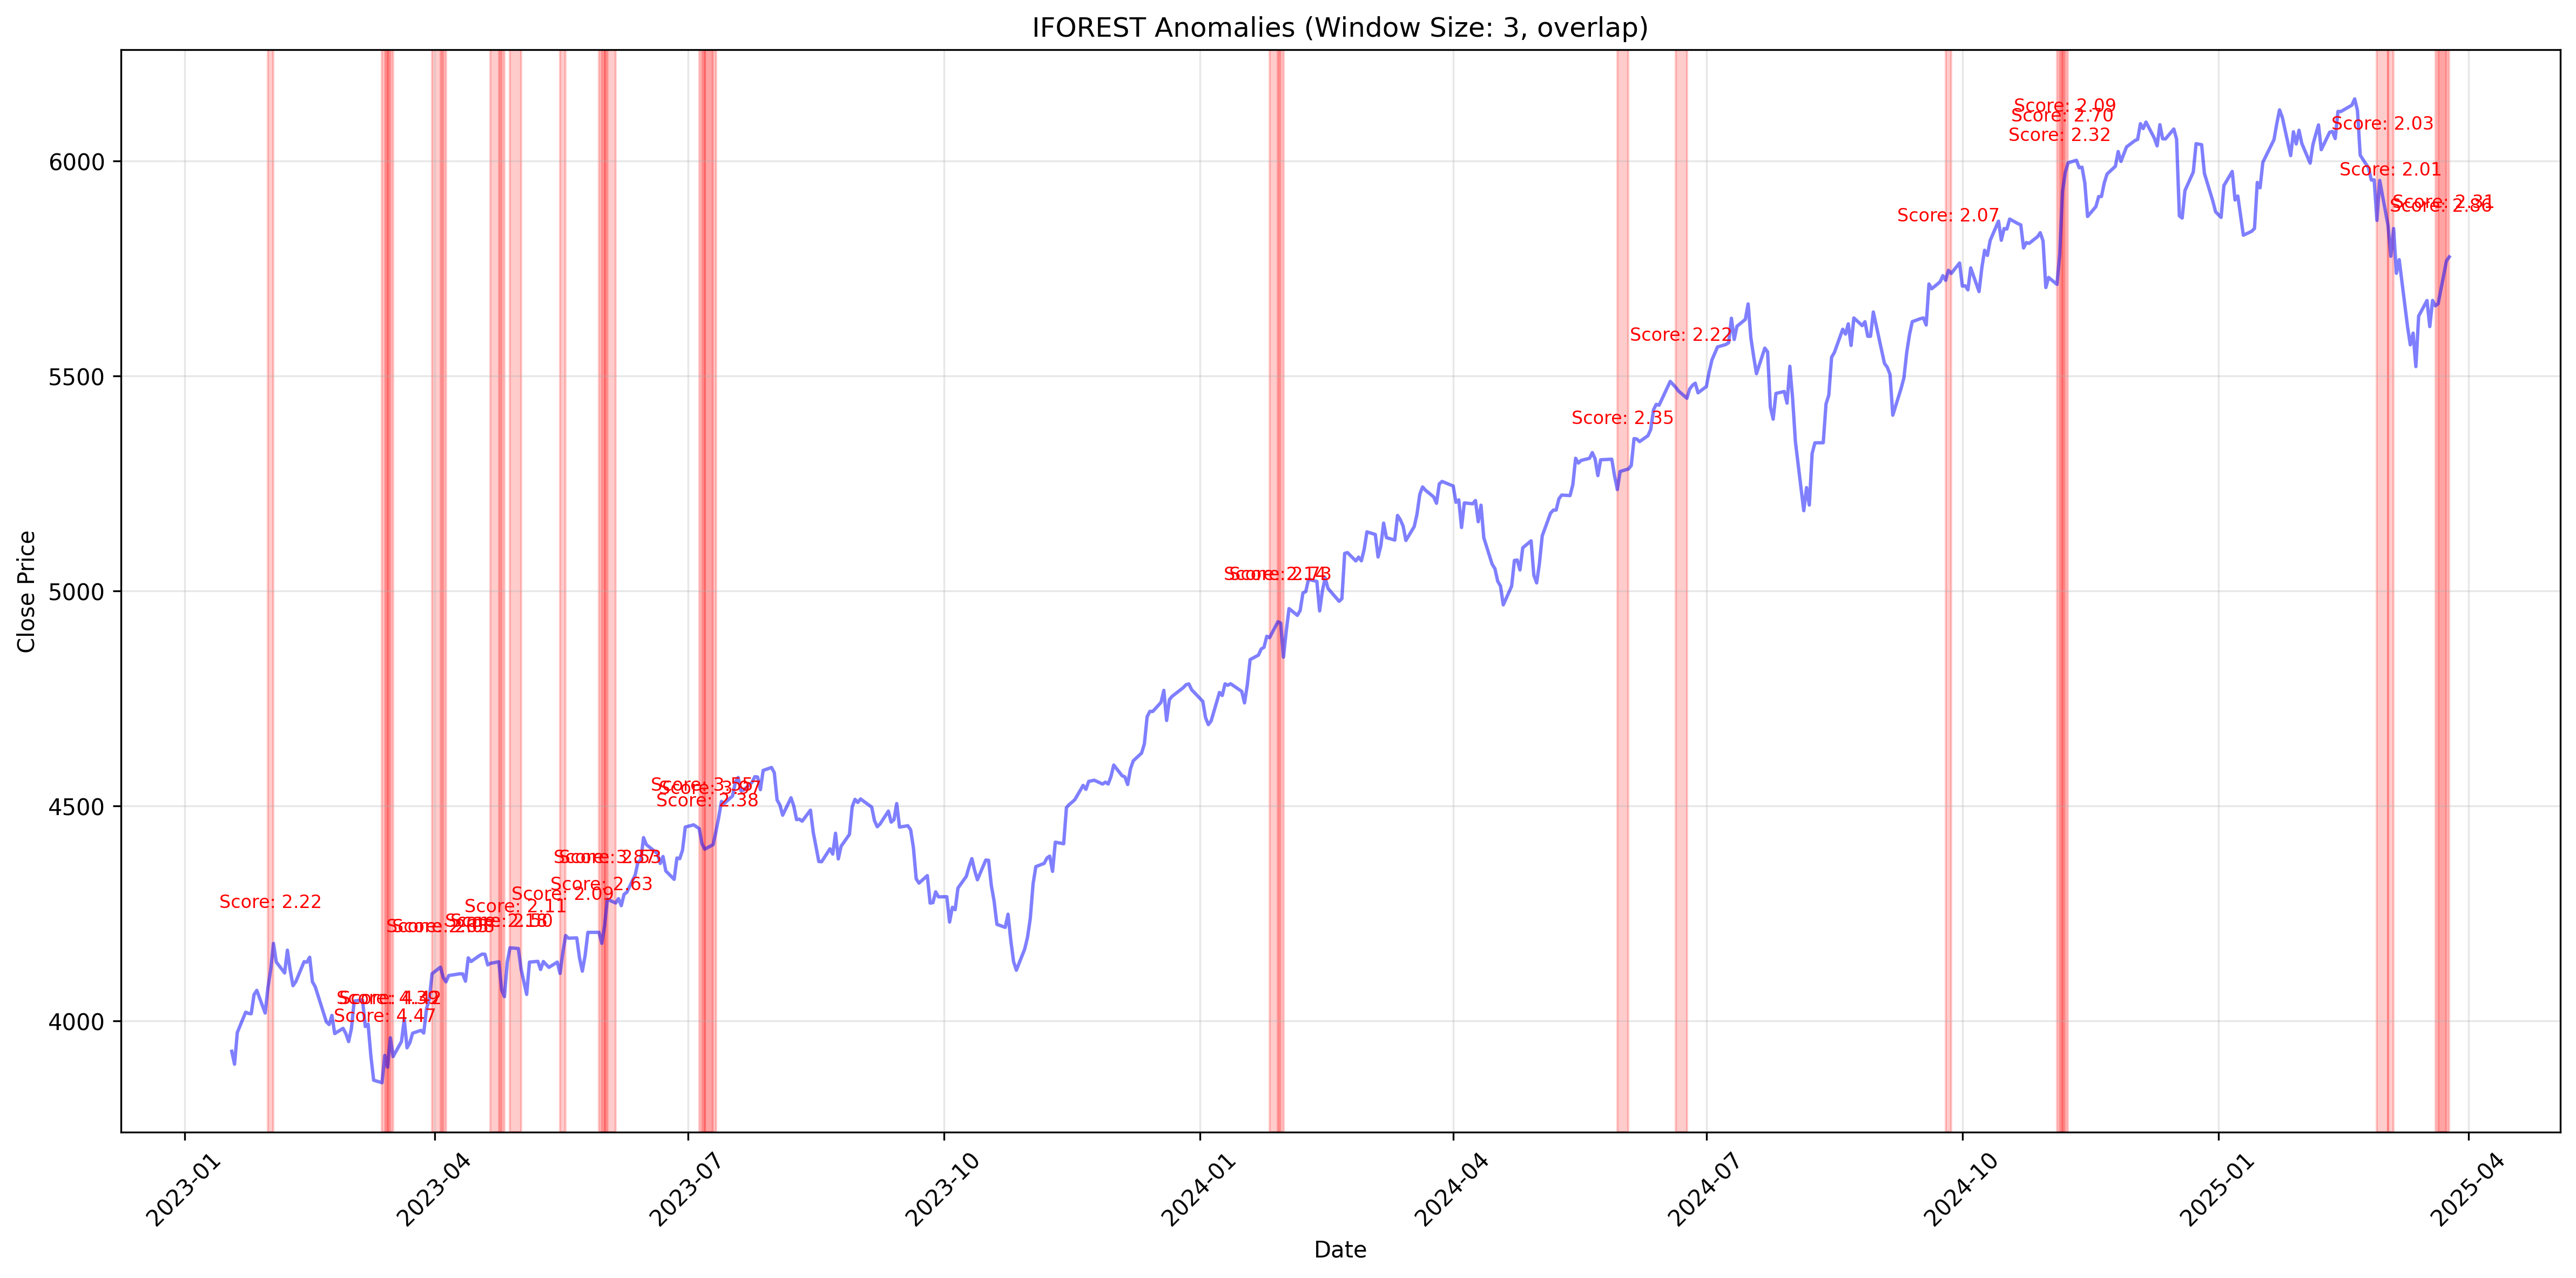 IFOREST Anomalies (Window Size: 3, overlap)
Close Price
6000
5500
5000
4500
4000
Score: 2.22
Score: 4.47
Score: 2.11
Score: 2.09
Score: 2.63
Score: 2.38
Score: 2.35
Score: 2.22
Score: 2.07
Score: 2.09
Score: 2.70
Score: 2.32
Score: 2.03
Score: 2.01
2023-01
2023-04
2023-07
2023-10
2024-01
2024-04
2024-07
2024-10
2025-01
2025-04
Date